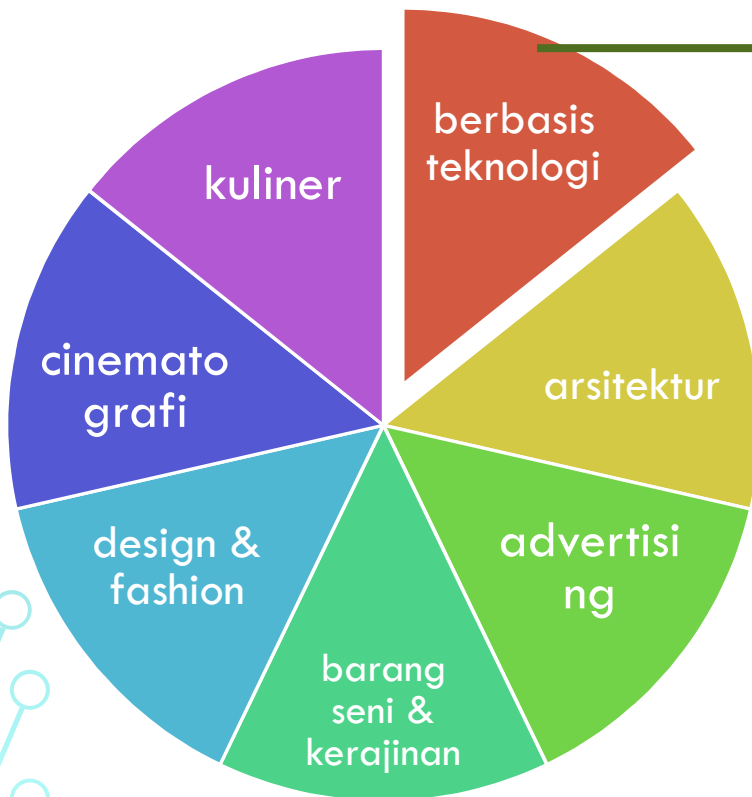 berbasis
teknologi
kuliner
arsitektur
cinemato
grafi
advertisi
ng
design &
fashion
barang
seni &
kerajinan